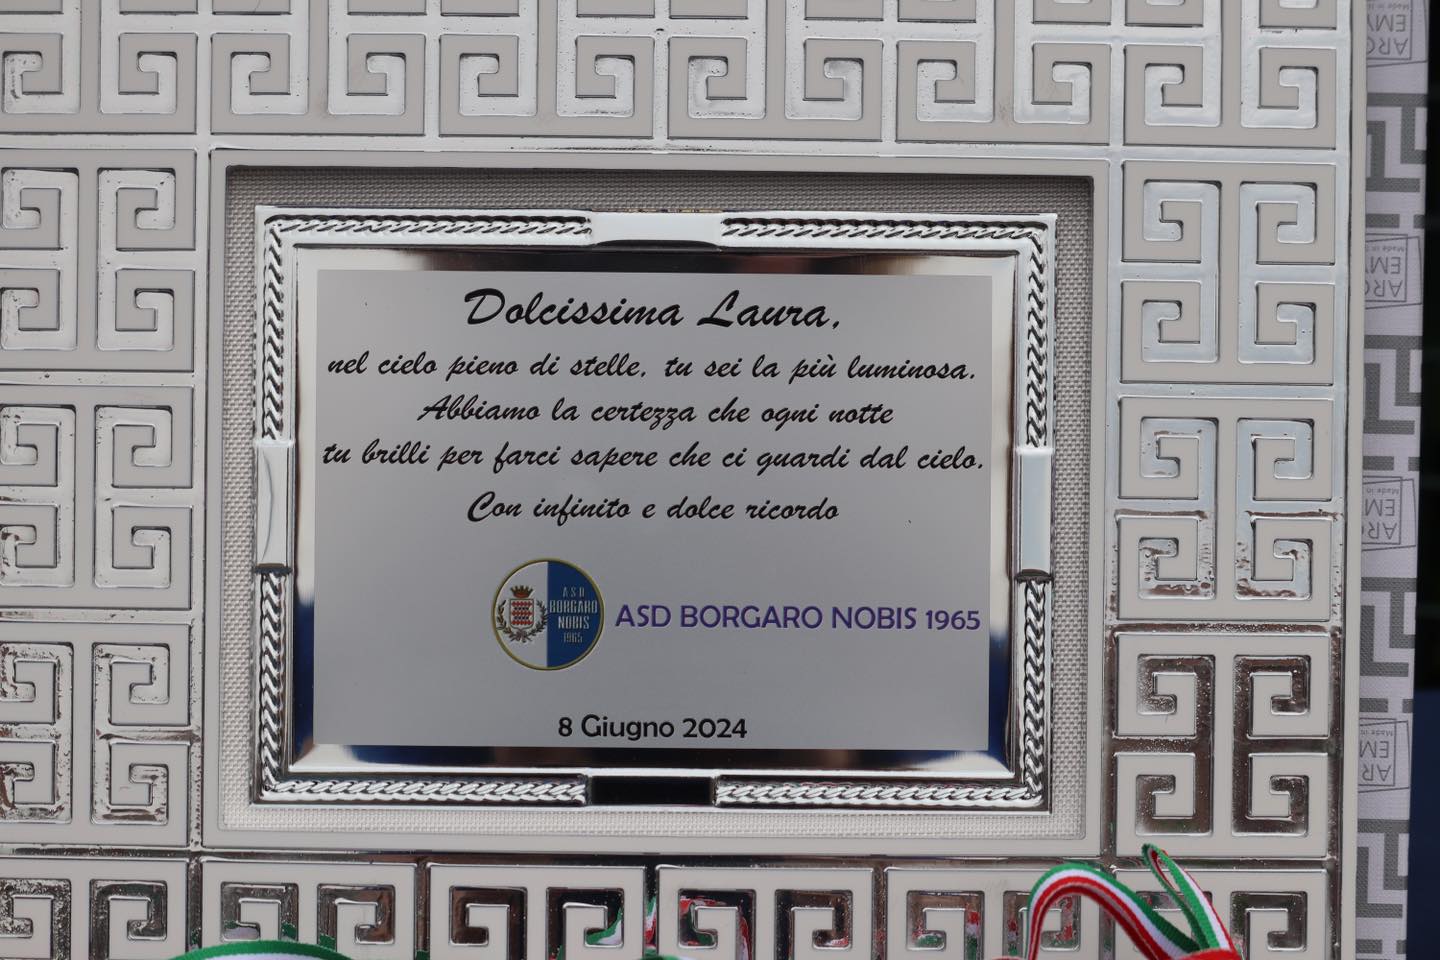 Dolcissima Laura,
nel cielo pieno di stelle, tu sei la più luminosa.
Abbiamo la certezza che ogni notte
tu brilli per farci sapere che ci guardi dal cielo.
Con infinito e dolce ricordo
ASD
BORGARO
NOBIS
1965
ASD BORGARO NOBIS 1965
8 Giugno 2024